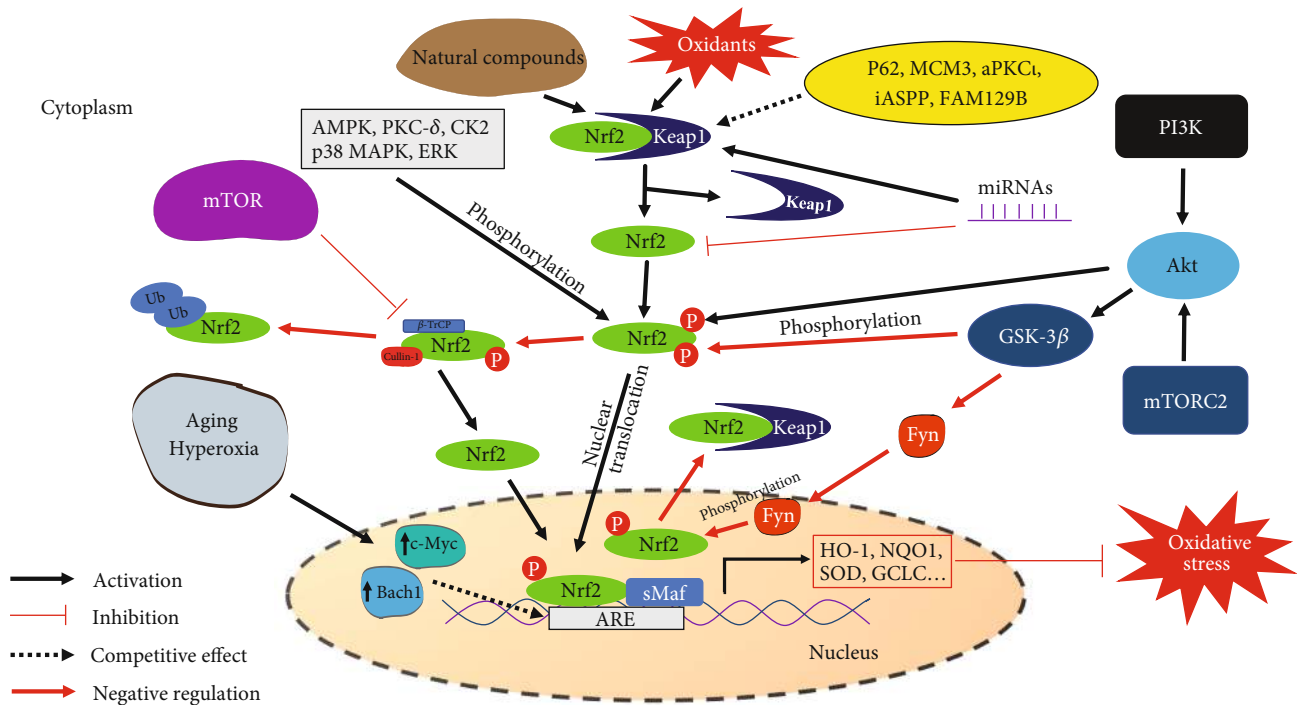 Natural compounds
Oxidants
P62, MCM3, aPKCι,
iASPP, FAM129B
Cytoplasm
AMPK, PKC-δ, CK2
p38 MAPK, ERK
Nrf2
Keap1
PI3K
mTOR
Phosphorylation
Keap1
miRNAs
Nrf2
Akt
Ub
Ub
Nrf2
β-TrCP
Cullin-1
Nrf2
P
Nrf2
P
P
Phosphorylation
GSK-3β
mTORC2
Aging
Hyperoxia
Nrf2
Nuclear
translocation
Nrf2
Keap1
Fyn
Phosphorylation
Fyn
P
Nrf2
c-Myc
Bach1
P
Nrf2
sMaf
ARE
HO-1, NQO1,
SOD, GCLC...
Oxidative
stress
Nucleus
Activation
Inhibition
Competitive effect
Negative regulation